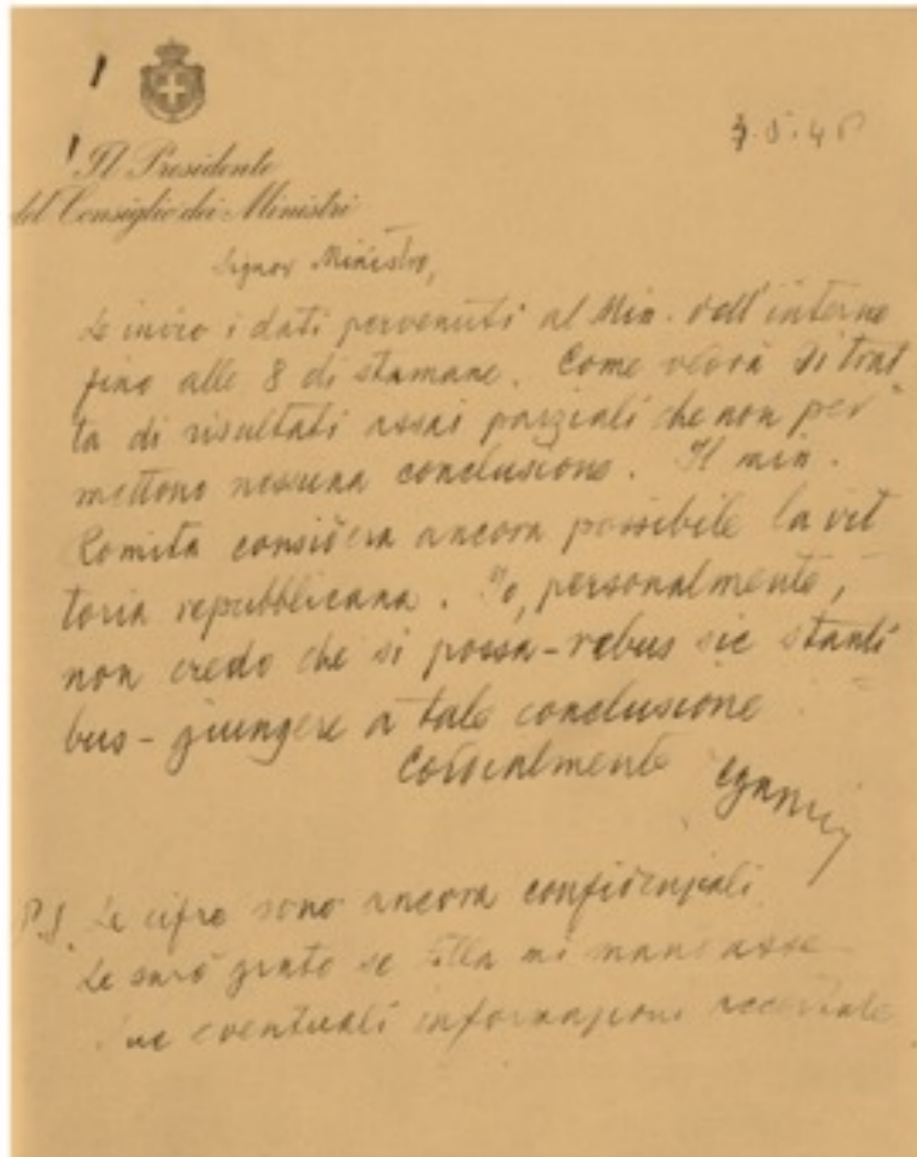 Il Presidente
del Consiglio dei Ministri
Signor Ministro,
Le invio i dati pervenuti al Min. dell'interno
fino alle 8 di stamane. Come vedrà si trat
ta di risultati assai parziali che non per
mettono nessuna conclusione. Il min.
Romita considera ancora possibile la vit
toria repubblicana. Io, personalmente,
non credo che si possa - rebus sic stanti
bus - giungere a tale conclusione
Cordialmente
P.S. Le cifre sono ancora confidenziali.
Le sarò grato se Ella mi mandasse
sue eventuali informazioni accertate